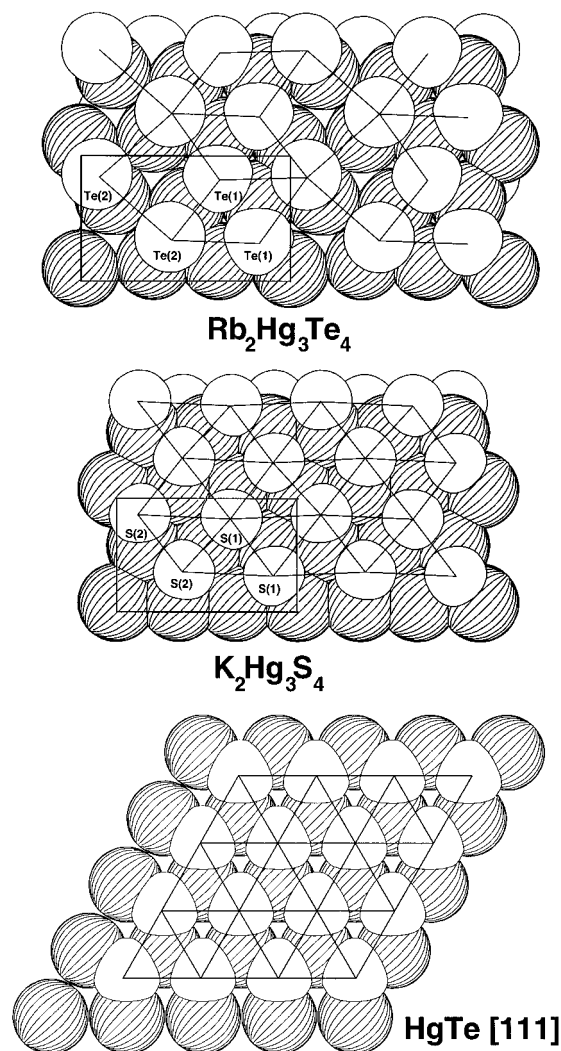 Te(2) Te(1)
Te(2) Te(1)
Rb₂Hg₃Te₄
S(2) S(1)
S(2) S(1)
K₂Hg₃S₄
HgTe [111]